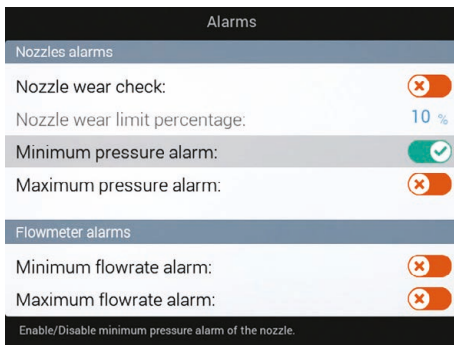 Alarms
Nozzles alarms
Nozzle wear check:
Nozzle wear limit percentage: 10 %
Minimum pressure alarm:
Maximum pressure alarm:
Flowmeter alarms
Minimum flowrate alarm:
Maximum flowrate alarm:
Enable/Disable minimum pressure alarm of the nozzle.